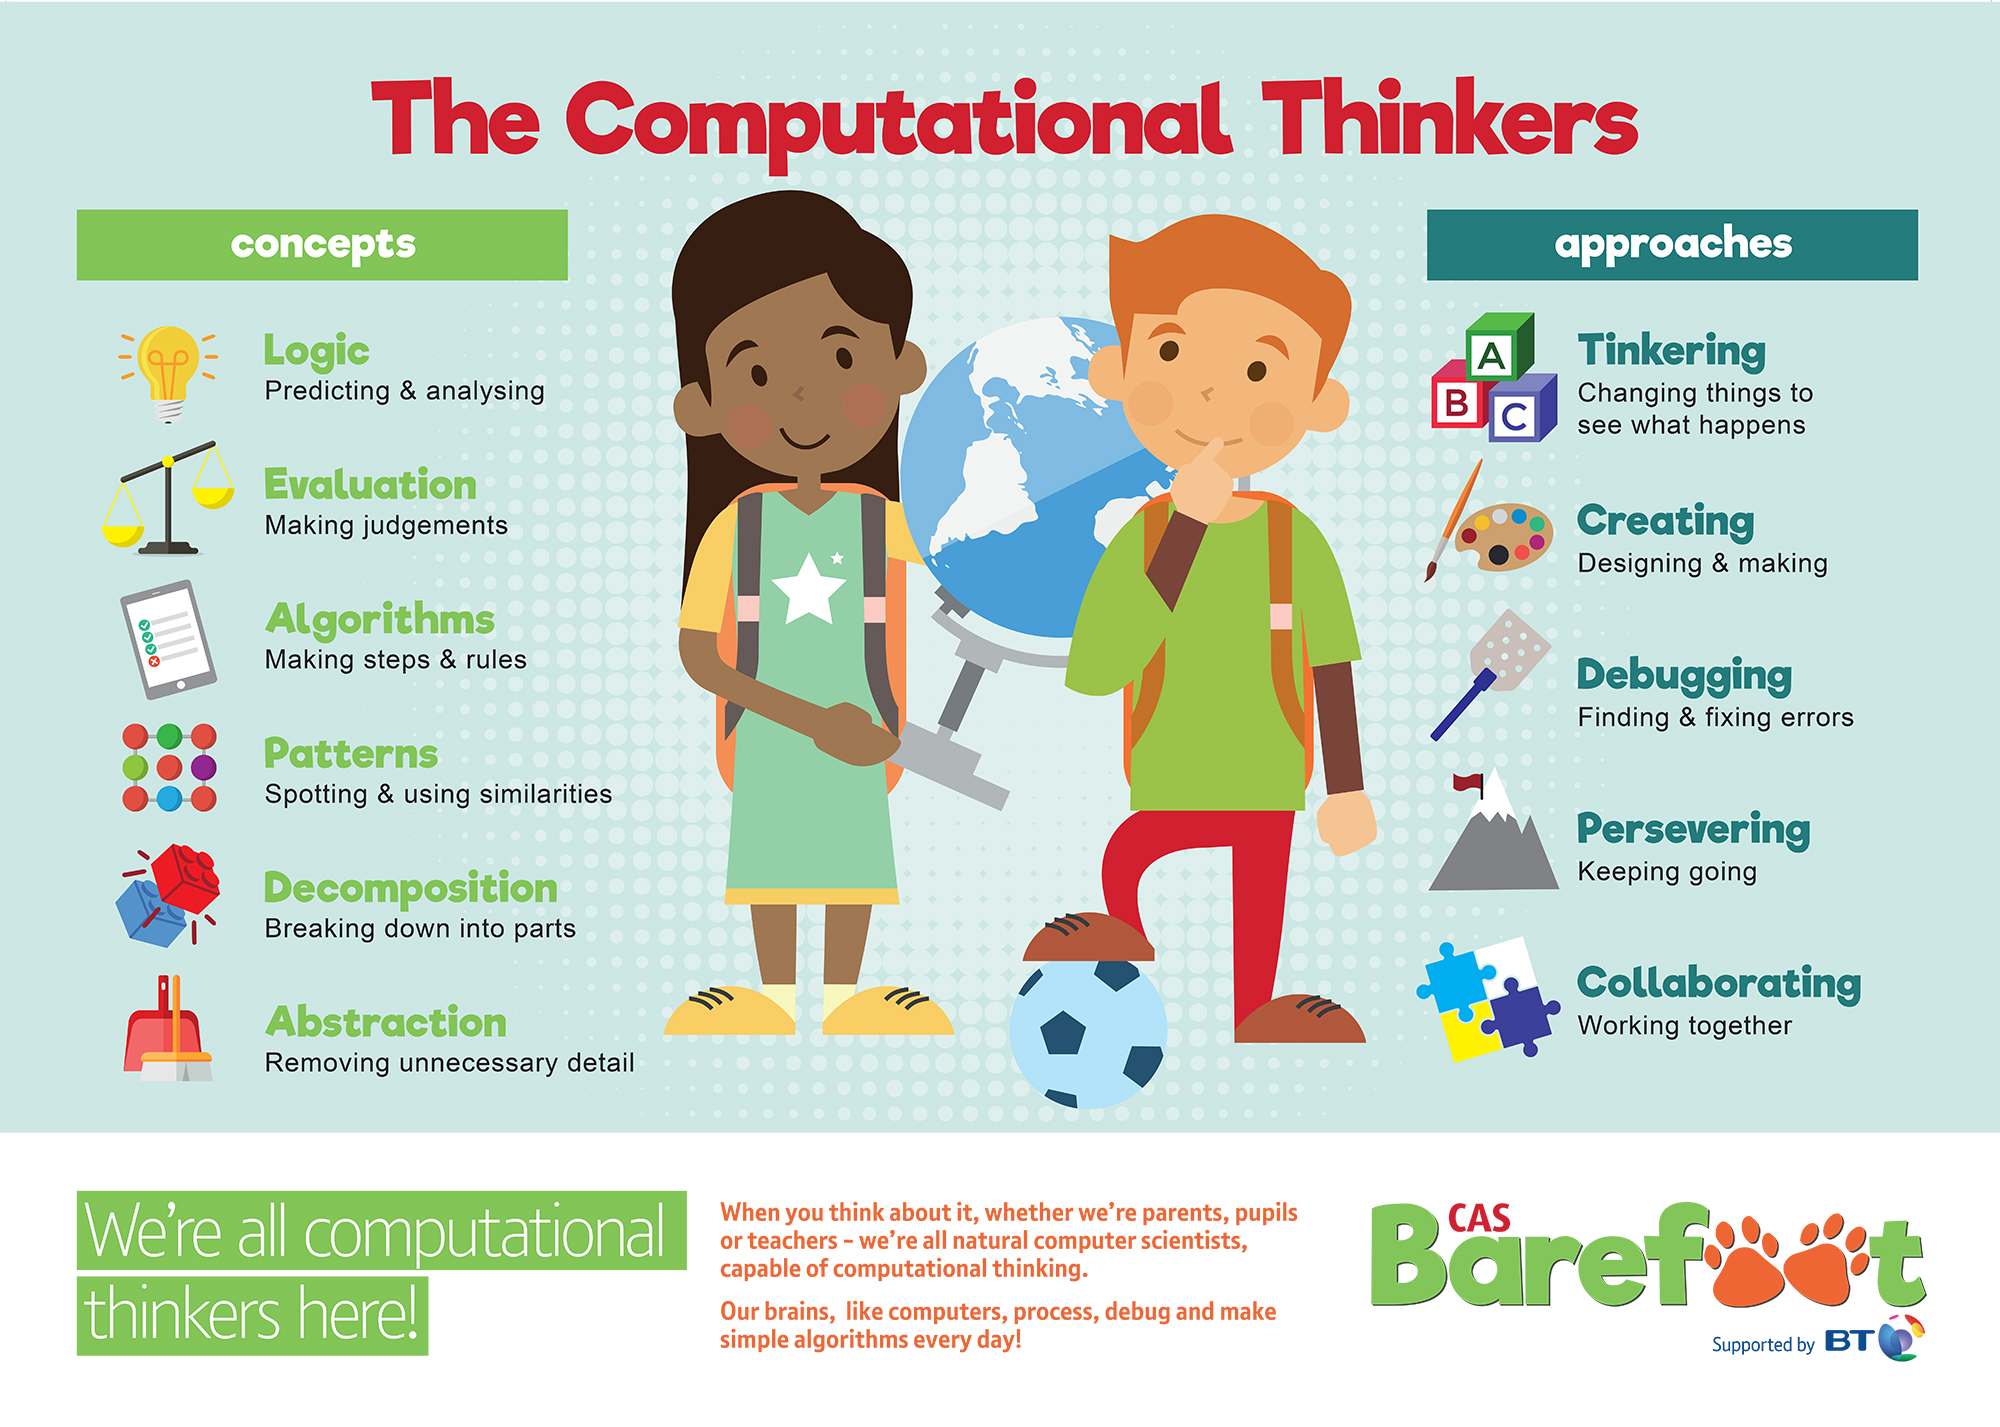 The Computational Thinkers
concepts
Logic
Predicting & analysing
Evaluation
Making judgements
Algorithms
Making steps & rules
Patterns
Spotting & using similarities
Decomposition
Breaking down into parts
Abstraction
Removing unnecessary detail
approaches
A
B
C
Tinkering
Changing things to
see what happens
Creating
Designing & making
Debugging
Finding & fixing errors
Persevering
Keeping going
Collaborating
Working together
We're all computational
thinkers here!
When you think about it, whether we're parents, pupils
or teachers – we're all natural computer scientists,
capable of computational thinking.
Our brains, like computers, process, debug and make
simple algorithms every day!
CAS
Barefoot
Supported by BT